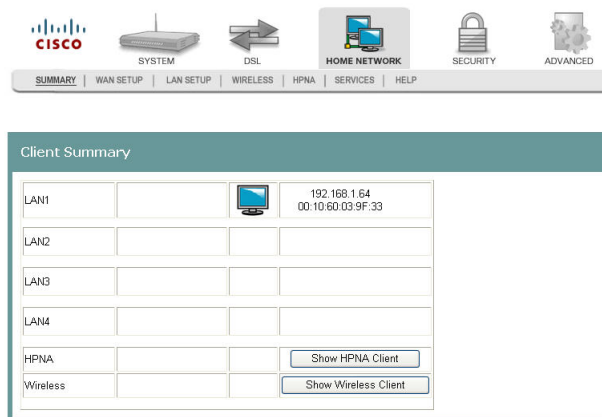 CISCO
SYSTEM DSL HOME NETWORK SECURITY ADVANCED
SUMMARY | WAN SETUP | LAN SETUP | WIRELESS | HPNA | SERVICES | HELP
Client Summary
LAN1 192.168.1.64
00:10:60:03:9F:33
LAN2
LAN3
LAN4
HPNA Show HPNA Client
Wireless Show Wireless Client